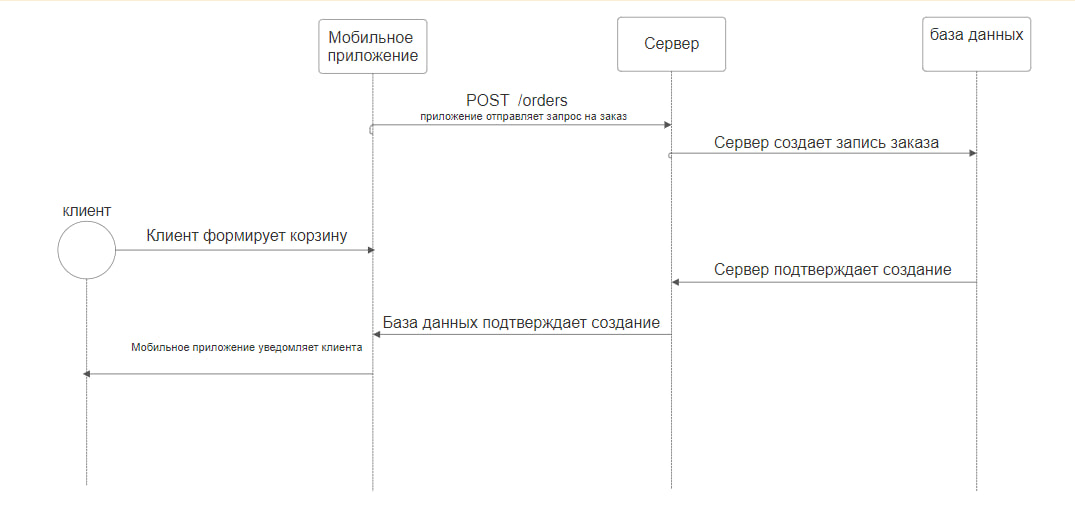 Мобильное
приложение
Сервер
база данных
POST /orders
приложение отправляет запрос на заказ
Сервер создает запись заказа
клиент
Клиент формирует корзину
Сервер подтверждает создание
База данных подтверждает создание
Мобильное приложение уведомляет клиента